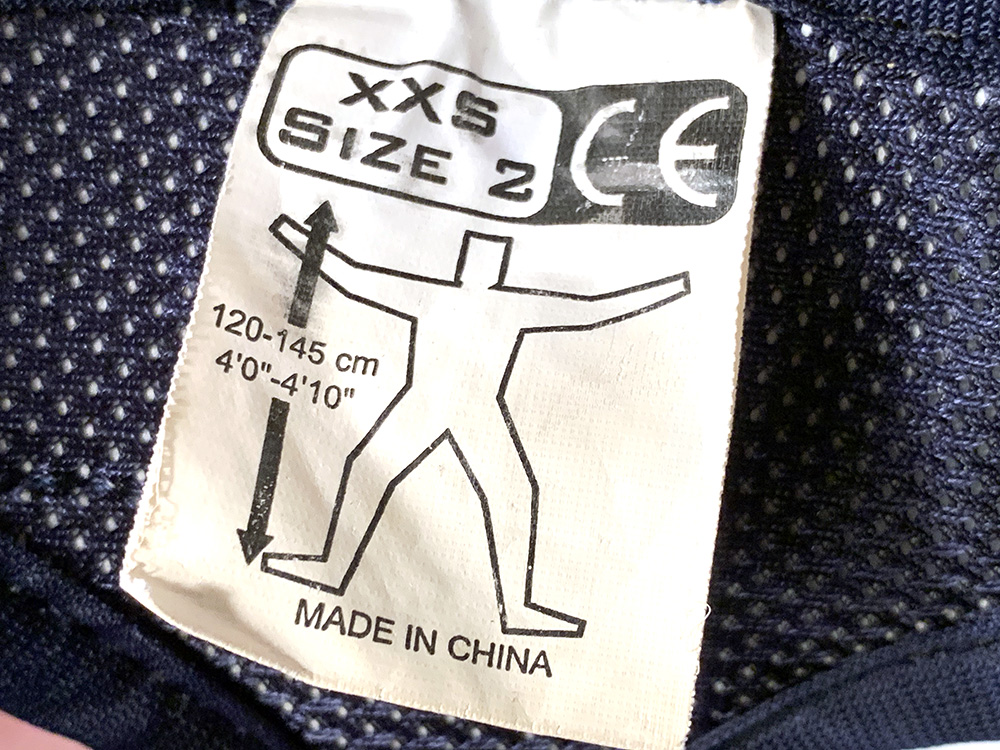 XXS
SIZE 2
CE
120-145 cm
4'0"-4'10"
MADE IN CHINA